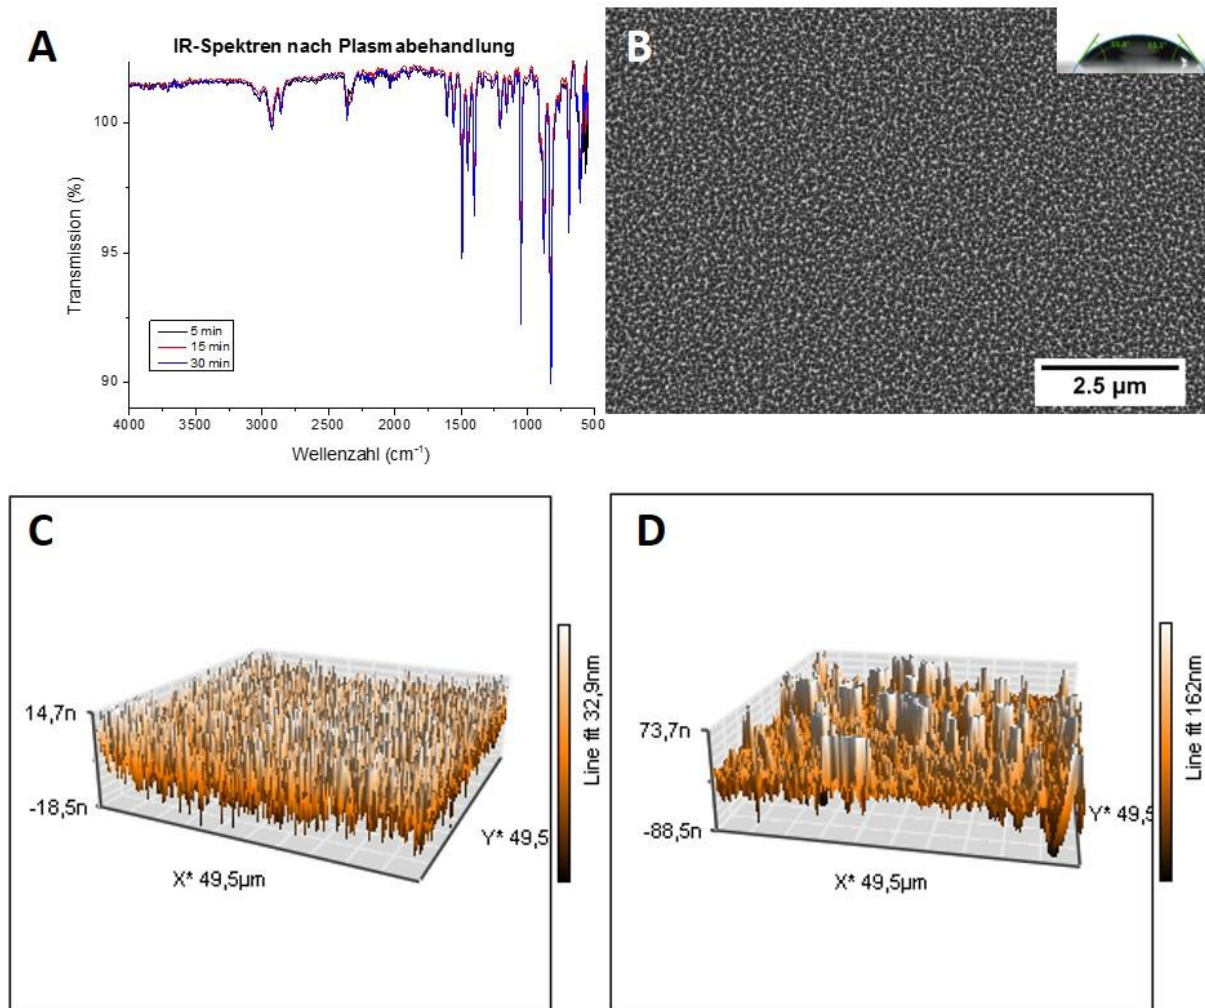 A
IR-Spektren nach Plasmabehandlung
100
95
90
Transmission (%)
5 min
15 min
30 min
4000 3500 3000 2500 2000 1500 1000 500
Wellenzahl (cm⁻¹)
B
2.5 µm
C
14,7n
-18,5n
X* 49,5µm
Y* 49,5
Line fit 32,9nm
D
73,7n
-88,5n
X* 49,5µm
Y* 49,5
Line fit 162nm